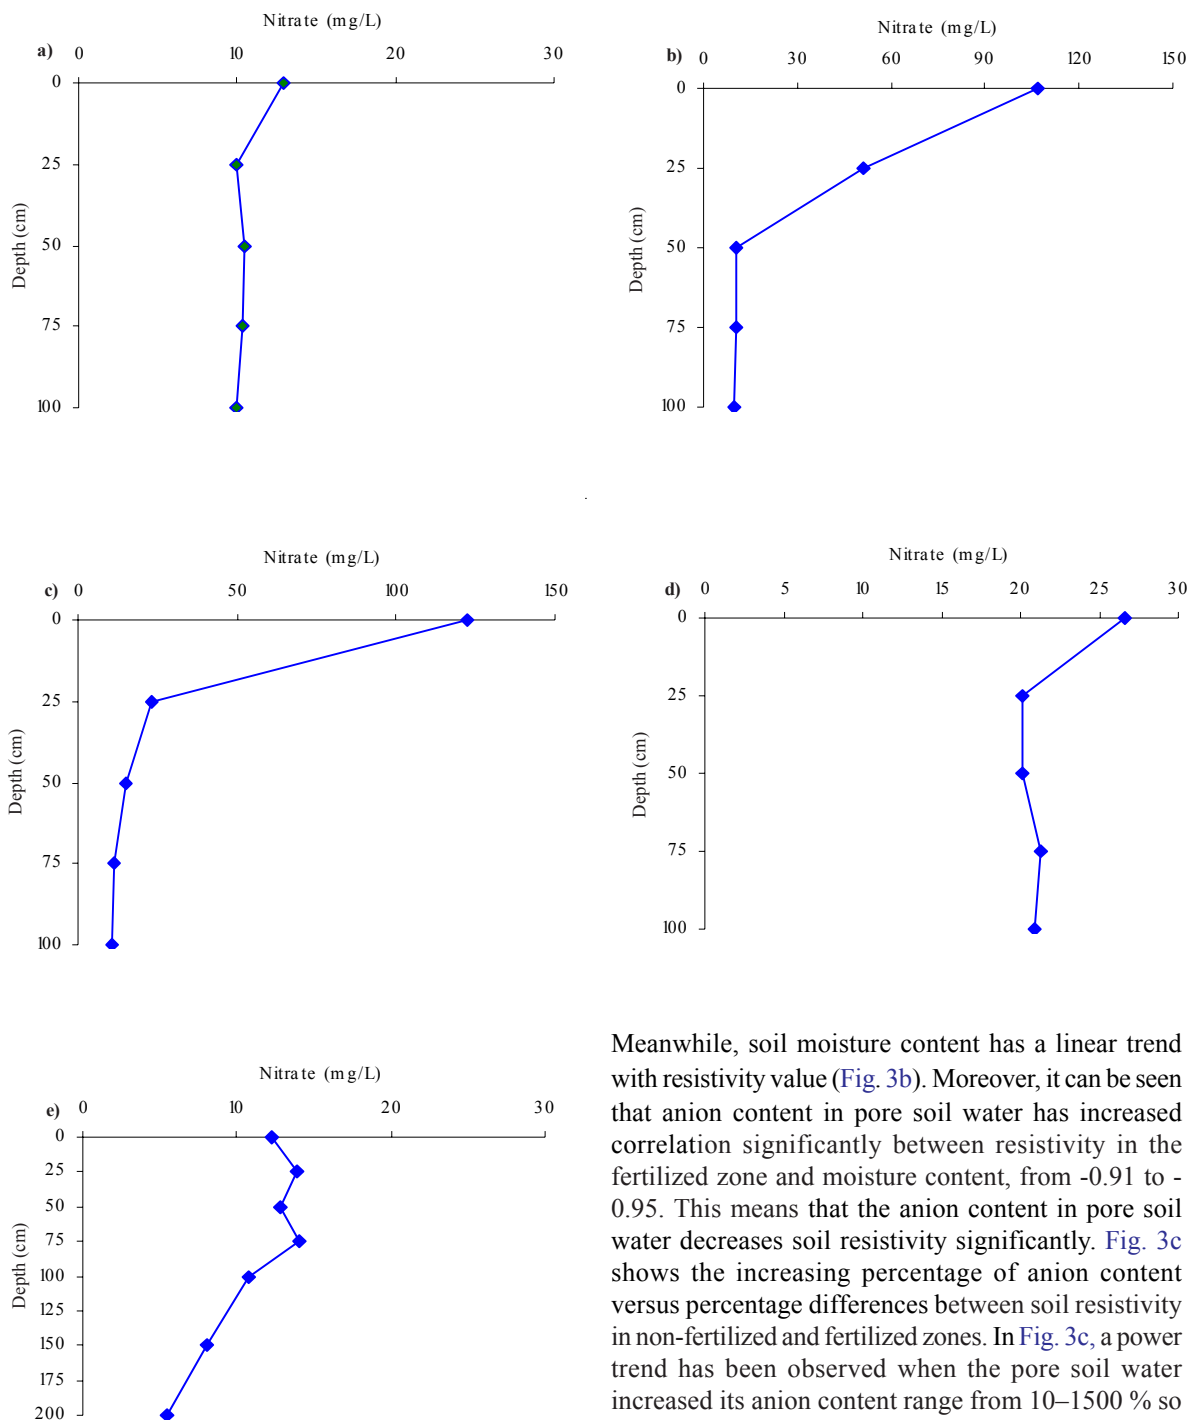 Nitrate (mg/L)
a) 0 10 20 30
0
25
50
75
100
Depth (cm)
Nitrate (mg/L)
b) 0 30 60 90 120 150
0
25
50
75
100
Depth (cm)
Nitrate (mg/L)
c) 0 50 100 150
0
25
50
75
100
Depth (cm)
Nitrate (mg/L)
d) 0 5 10 15 20 25 30
0
25
50
75
100
Depth (cm)
Nitrate (mg/L)
e) 0 10 20 30
0
25
50
75
100
125
150
175
200
Depth (cm)
Meanwhile, soil moisture content has a linear trend
with resistivity value (Fig. 3b). Moreover, it can be seen
that anion content in pore soil water has increased
correlation significantly between resistivity in the
fertilized zone and moisture content, from -0.91 to -
0.95. This means that the anion content in pore soil
water decreases soil resistivity significantly. Fig. 3c
shows the increasing percentage of anion content
versus percentage differences between soil resistivity
in non-fertilized and fertilized zones. In Fig. 3c, a power
trend has been observed when the pore soil water
increased its anion content range from 10–1500 % so